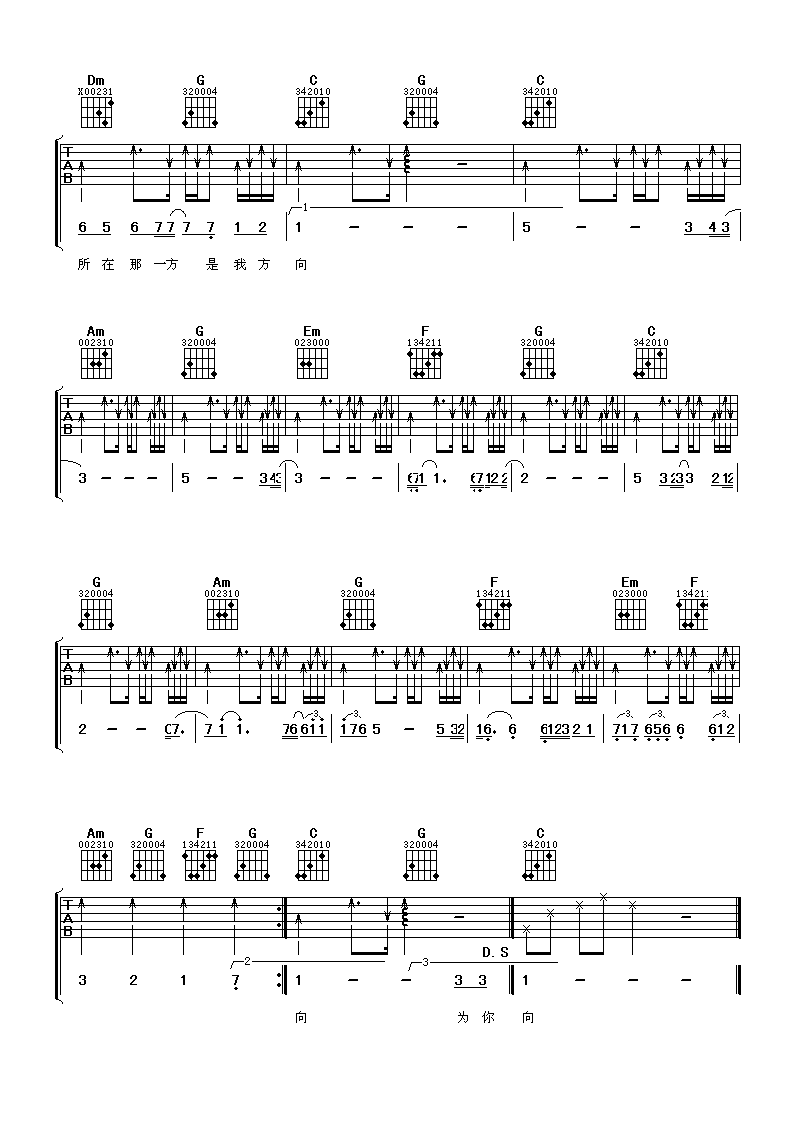 Dm G C G C
X00231 320004 342010 320004 342010
T
A
B
1
6 5 6 7 7 7 7 1 2 1 - - - 5 - - 3 4 3
所 在 那 一 方 是 我 方 向
Am G Em F G C
002310 320004 023000 134211 320004 342010
T
A
B
3 - - - 5 - - 3 4 3 3 - - - 6 7 1 1. 6 7 1 2 2 2 - - - 5 3 2 3 3 2 1 2
G Am G F Em F
320004 002310 320004 134211 023000 134211
T
A
B
3 3 3 3 3
2 - - 0 7. 7 1 1. 7 6 6 1 1 1 7 6 5 - 5 3 2 1 6. 6 6 1 2 3 2 1 7 1 7 6 5 6 6 6 1 2
Am G F G C G C
002310 320004 134211 320004 342010 320004 342010
T
A
B
D.S
2 3
3 2 1 7 1 - - 3 3 1 - - -
向 为 你 向